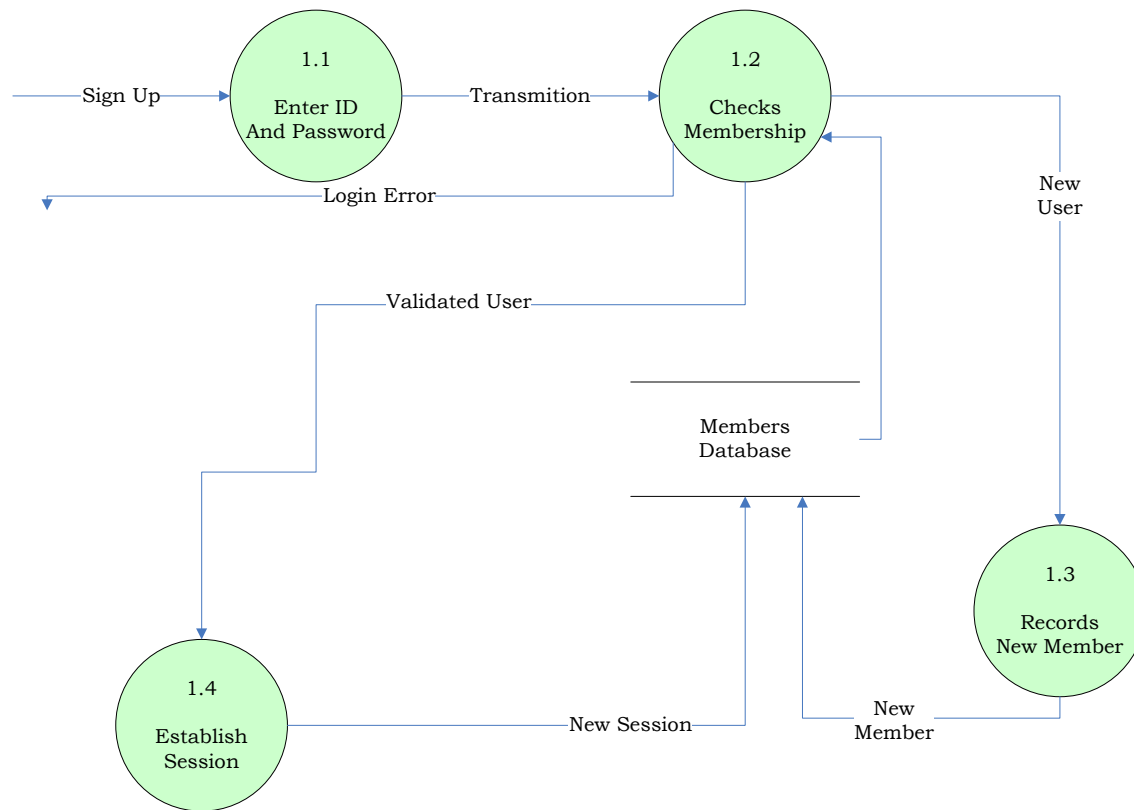 1.1
Enter ID
And Password
1.2
Checks
Membership
Sign Up
Transmition
Login Error
New
User
Validated User
Members
Database
1.3
Records
New Member
1.4
Establish
Session
New Session
New
Member